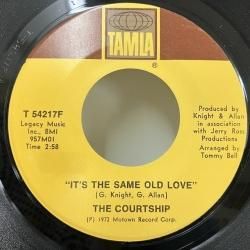 TAMLA
®
T 54217F
Legacy Music
Inc., BMI
957M01
Time 2:58
Produced by
Knight & Allan
in association
with Jerry Ross
Productions
Arranged by
Tommy Bell
"IT'S THE SAME OLD LOVE"
(G. Knight, G. Allan)
THE COURTSHIP
(P) 1972 Motown Record Corp.